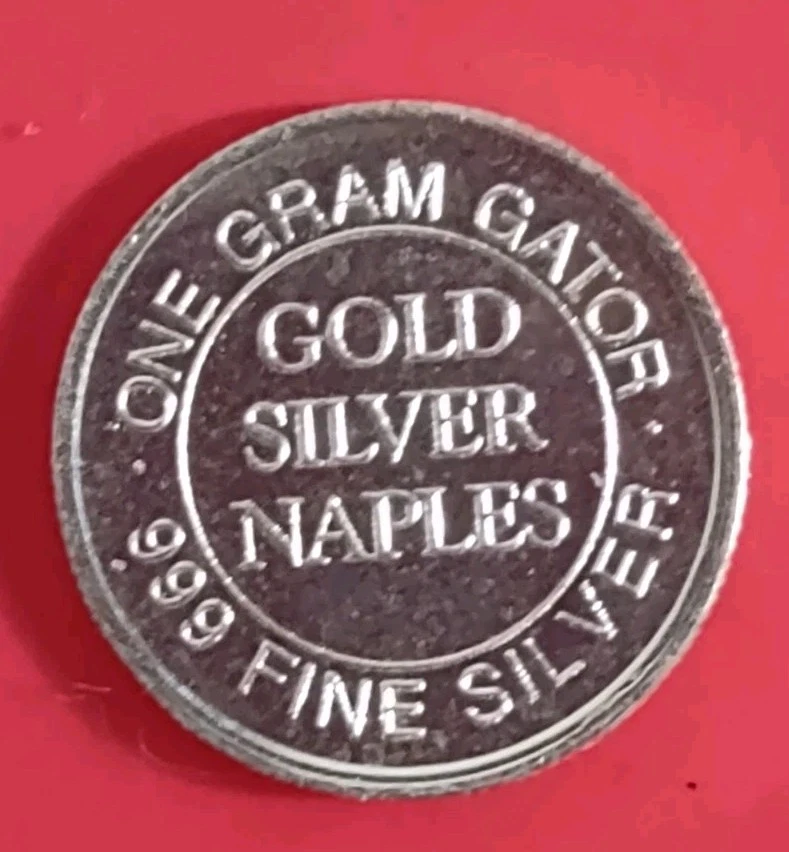 · ONE GRAM GATOR ·
GOLD
SILVER
NAPLES
.999 FINE SILVER